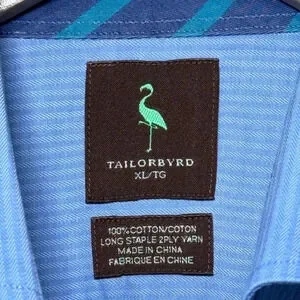 TAILORBYRD
XL/TG
100% COTTON/COTON
LONG STAPLE 2PLY YARN
MADE IN CHINA
FABRIQUE EN CHINE